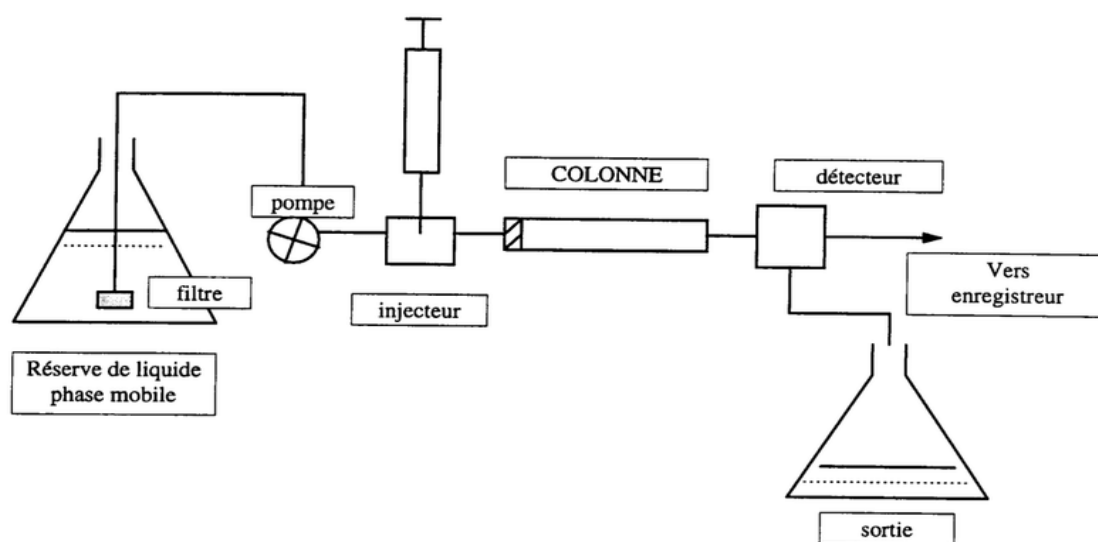 COLONNE
détecteur
pompe
filtre
injecteur
Vers
enregistreur
Réserve de liquide
phase mobile
sortie